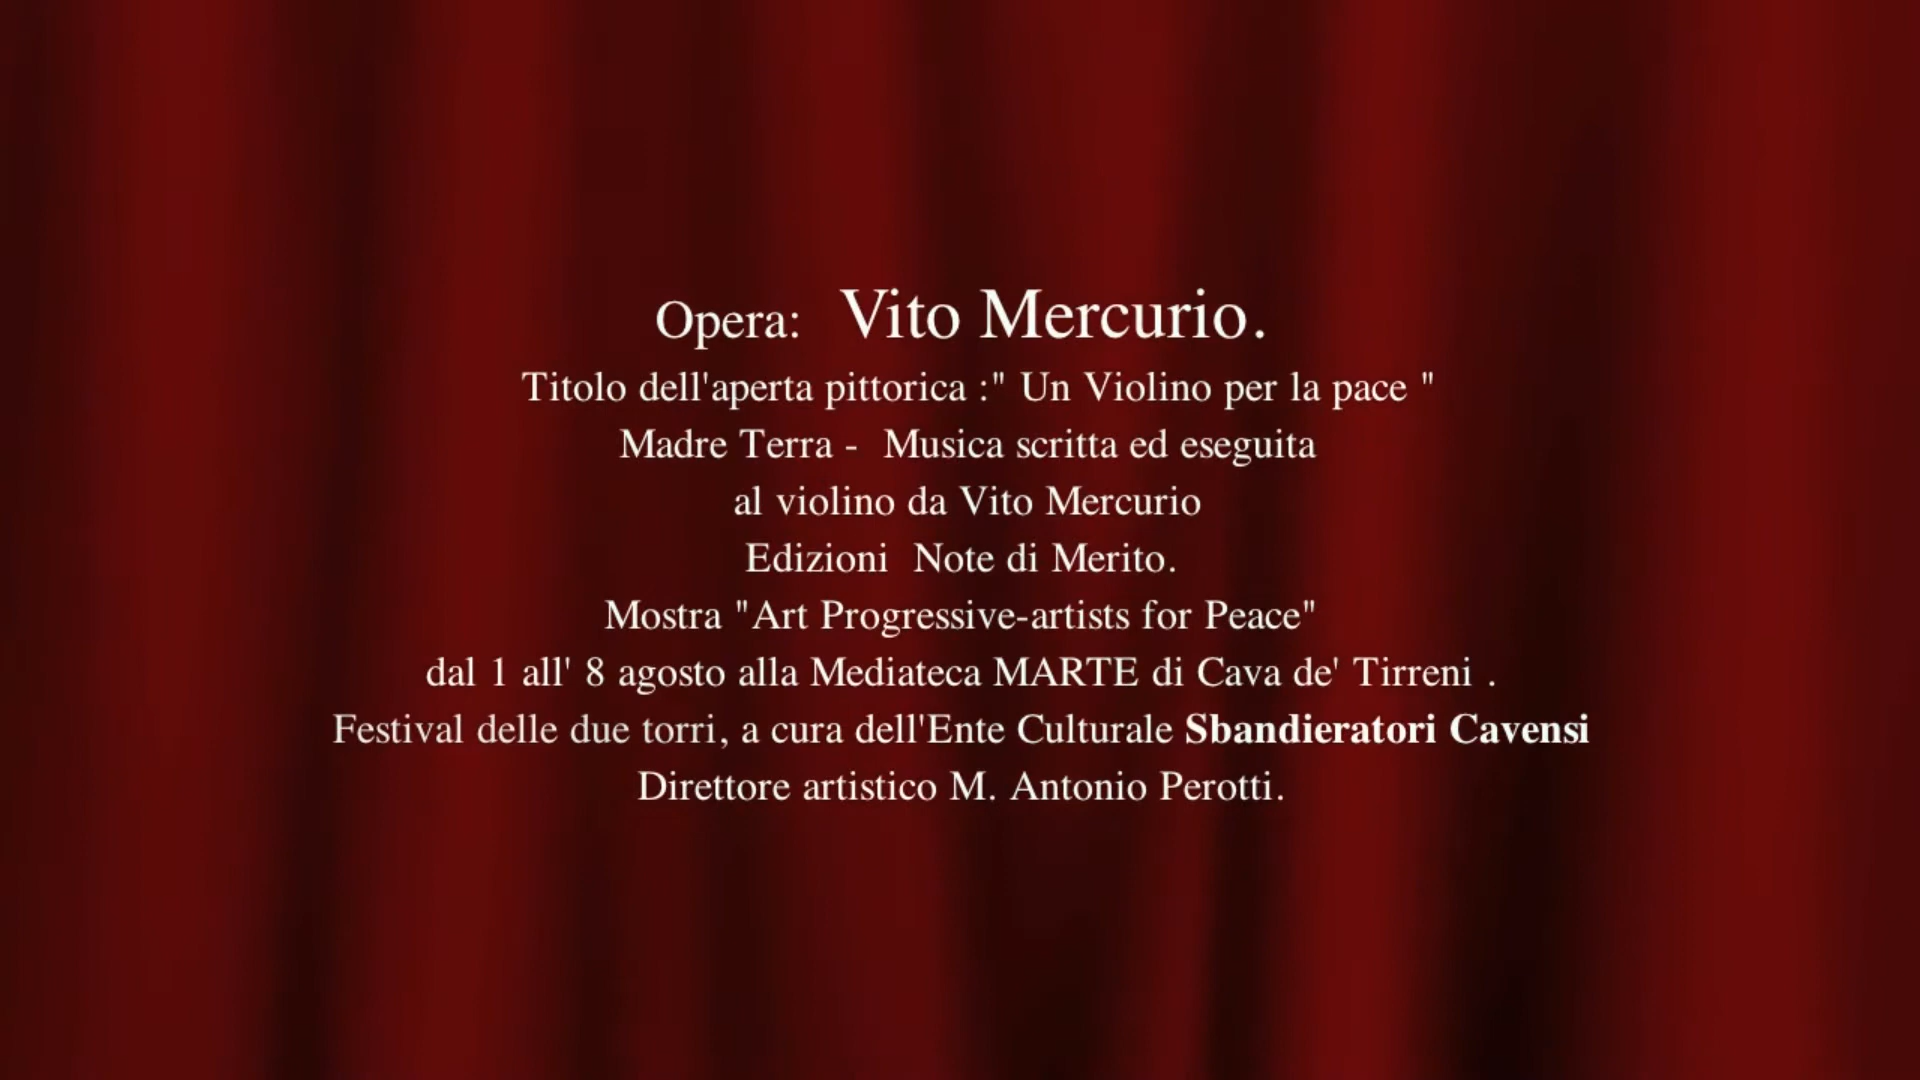 Opera: Vito Mercurio.
Titolo dell'aperta pittorica :" Un Violino per la pace "
Madre Terra - Musica scritta ed eseguita
al violino da Vito Mercurio
Edizioni Note di Merito.
Mostra "Art Progressive-artists for Peace"
dal 1 all' 8 agosto alla Mediateca MARTE di Cava de' Tirreni .
Festival delle due torri, a cura dell'Ente Culturale Sbandieratori Cavensi
Direttore artistico M. Antonio Perotti.